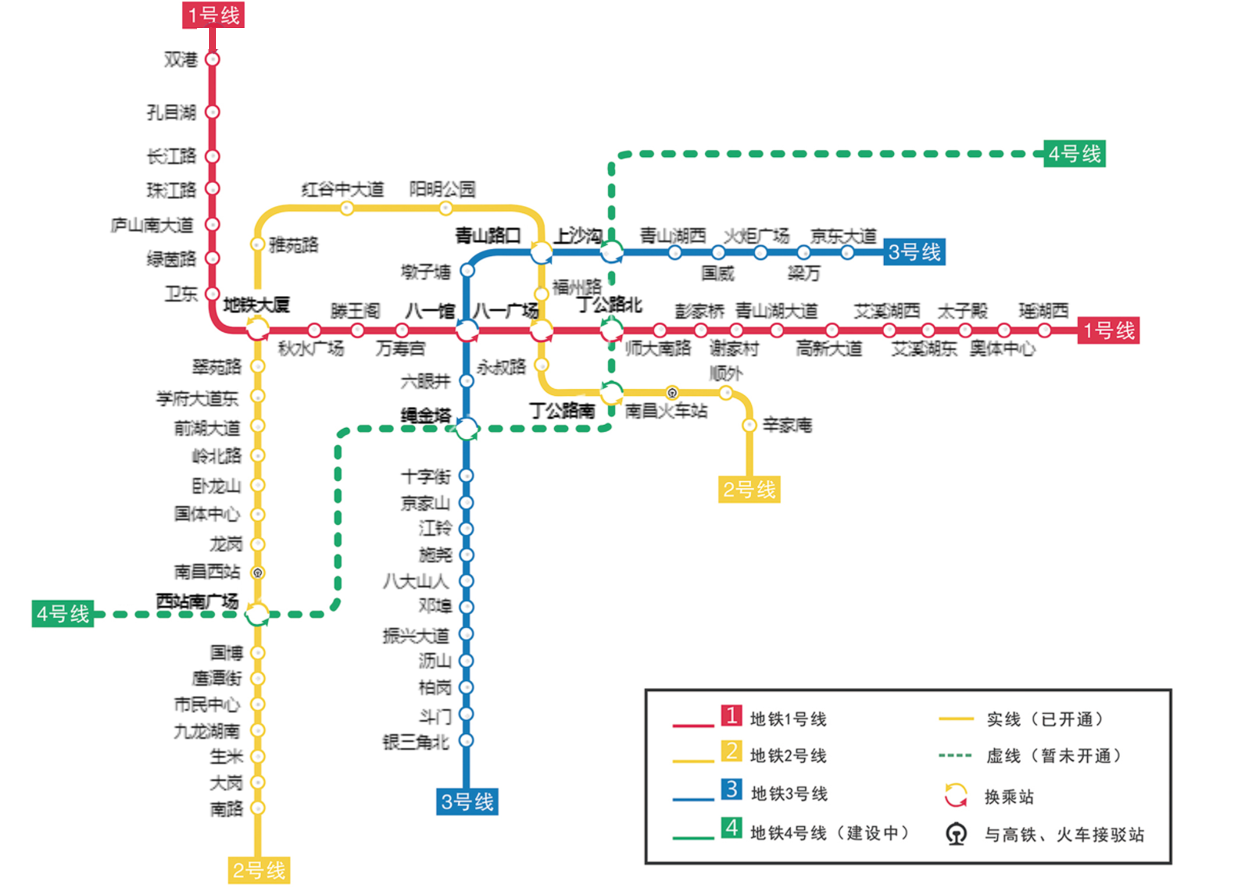 1号线
双港
孔目湖
长江路
珠江路
庐山南大道
绿茵路
卫东
地铁大厦
秋水广场
滕王阁
万寿宫
八一馆
八一广场
丁公路北
师大南路
彭家桥
谢家村
青山湖大道
高新大道
艾溪湖西
艾溪湖东
太子殿
奥体中心
瑶湖西
1号线
4号线
红谷中大道
阳明公园
雅苑路
青山路口
上沙沟
青山湖西
国威
火炬广场
梁万
京东大道
3号线
墩子塘
福州路
永叔路
丁公路南
南昌火车站
顺外
辛家庵
2号线
六眼井
绳金塔
十字街
京家山
江铃
施尧
八大山人
邓埠
振兴大道
沥山
柏岗
斗门
银三角北
3号线
翠苑路
学府大道东
前湖大道
岭北路
卧龙山
国体中心
龙岗
南昌西站
西站南广场
4号线
国博
鹰潭街
市民中心
九龙湖南
生米
大岗
南路
2号线
1 地铁1号线
2 地铁2号线
3 地铁3号线
4 地铁4号线（建设中）
实线（已开通）
虚线（暂未开通）
换乘站
与高铁、火车接驳站